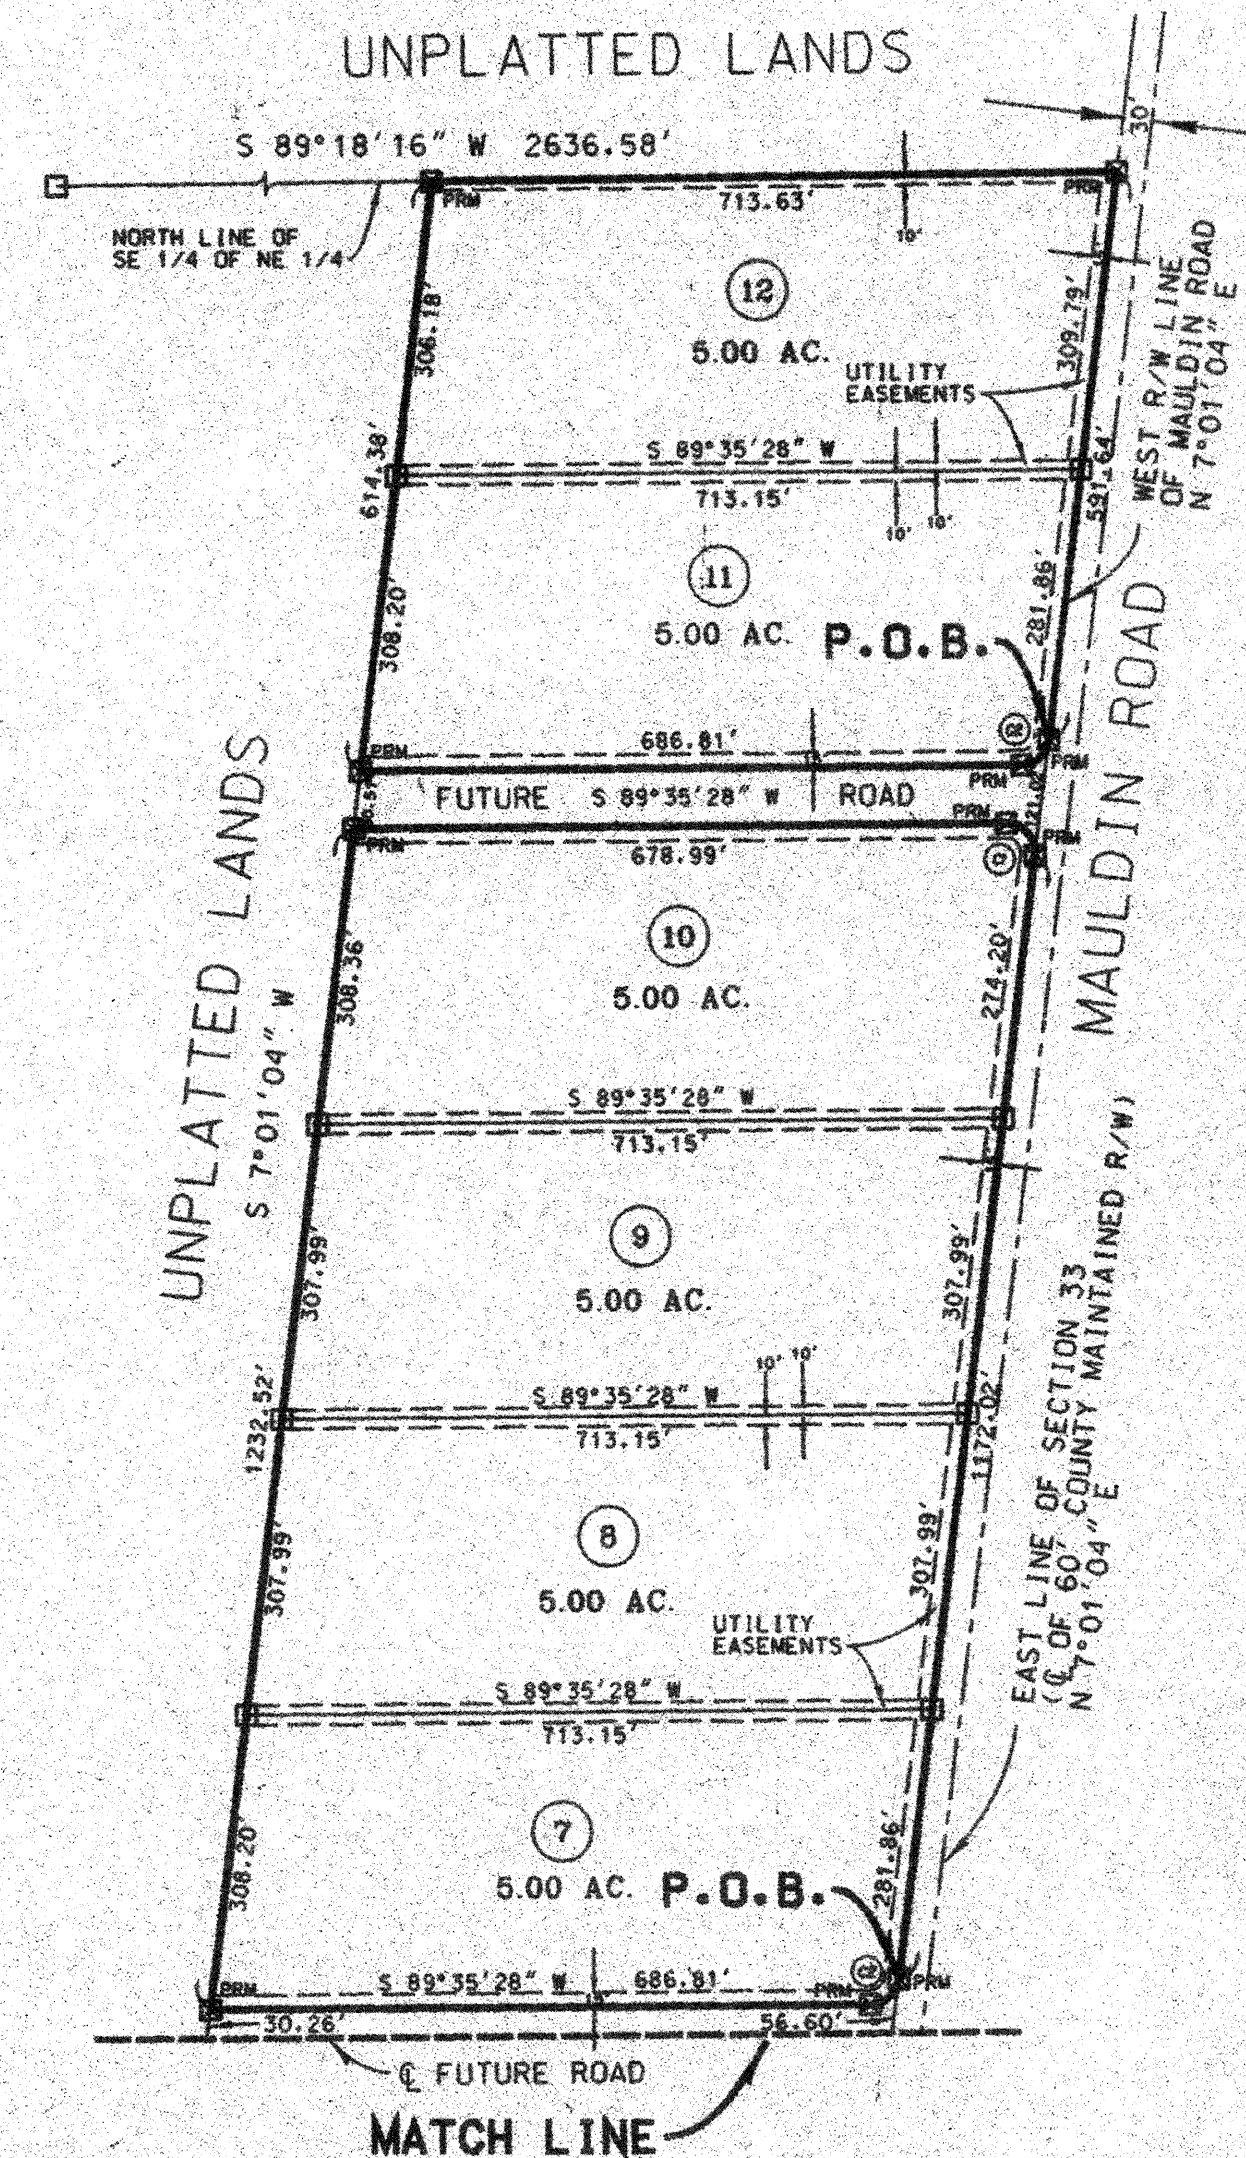 UNPLATTED LANDS
30'
S 89°18'16" W 2636.58'
PRM
713.63'
PRM
10'
NORTH LINE OF
SE 1/4 OF NE 1/4
WEST R/W LINE
OF MAULDIN ROAD
N 7°01'04" E
306.18'
12
5.00 AC.
309.79'
UTILITY
EASEMENTS
614.38'
S 89°35'28" W
713.15'
10'
10'
591.64'
308.20'
11
5.00 AC.
P.O.B.
281.86'
PRM
686.81'
PRM
PRM
FUTURE S 89°35'28" W ROAD
PRM
PRM
PRM
678.99'
MAULDIN ROAD
UNPLATTED LANDS
S 7°01'04" W
308.36'
10
5.00 AC.
274.20'
S 89°35'28" W
713.15'
307.99'
9
5.00 AC.
307.99'
10'
10'
1232.52'
S 89°35'28" W
713.15'
1172.02'
EAST LINE OF SECTION 33
(℄ OF 60' COUNTY MAINTAINED R/W)
N 7°01'04" E
307.99'
8
5.00 AC.
307.99'
UTILITY
EASEMENTS
S 89°35'28" W
713.15'
308.20'
7
5.00 AC.
P.O.B.
281.86'
PRM
S 89°35'28" W 686.81'
PRM
PRM
30.26'
56.60'
℄ FUTURE ROAD
MATCH LINE